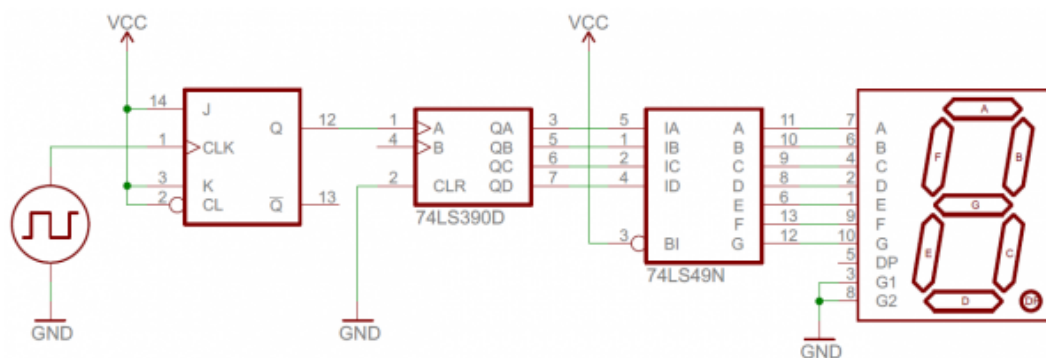 VCC
VCC
14 J
Q 12
1 CLK
3 K
2 CL
Q 13
GND
GND
1 A QA 3
4 B QB 5
QC 6
2 CLR QD 7
74LS390D
5 IA A 11
1 IB B 10
2 IC C 9
4 ID D 8
E 6
F 13
3 BI G 12
74LS49N
7 A
6 B
4 C
2 D
1 E
9 F
10 G
5 DP
3 G1
8 G2
GND
A
F B
G
E C
D DP